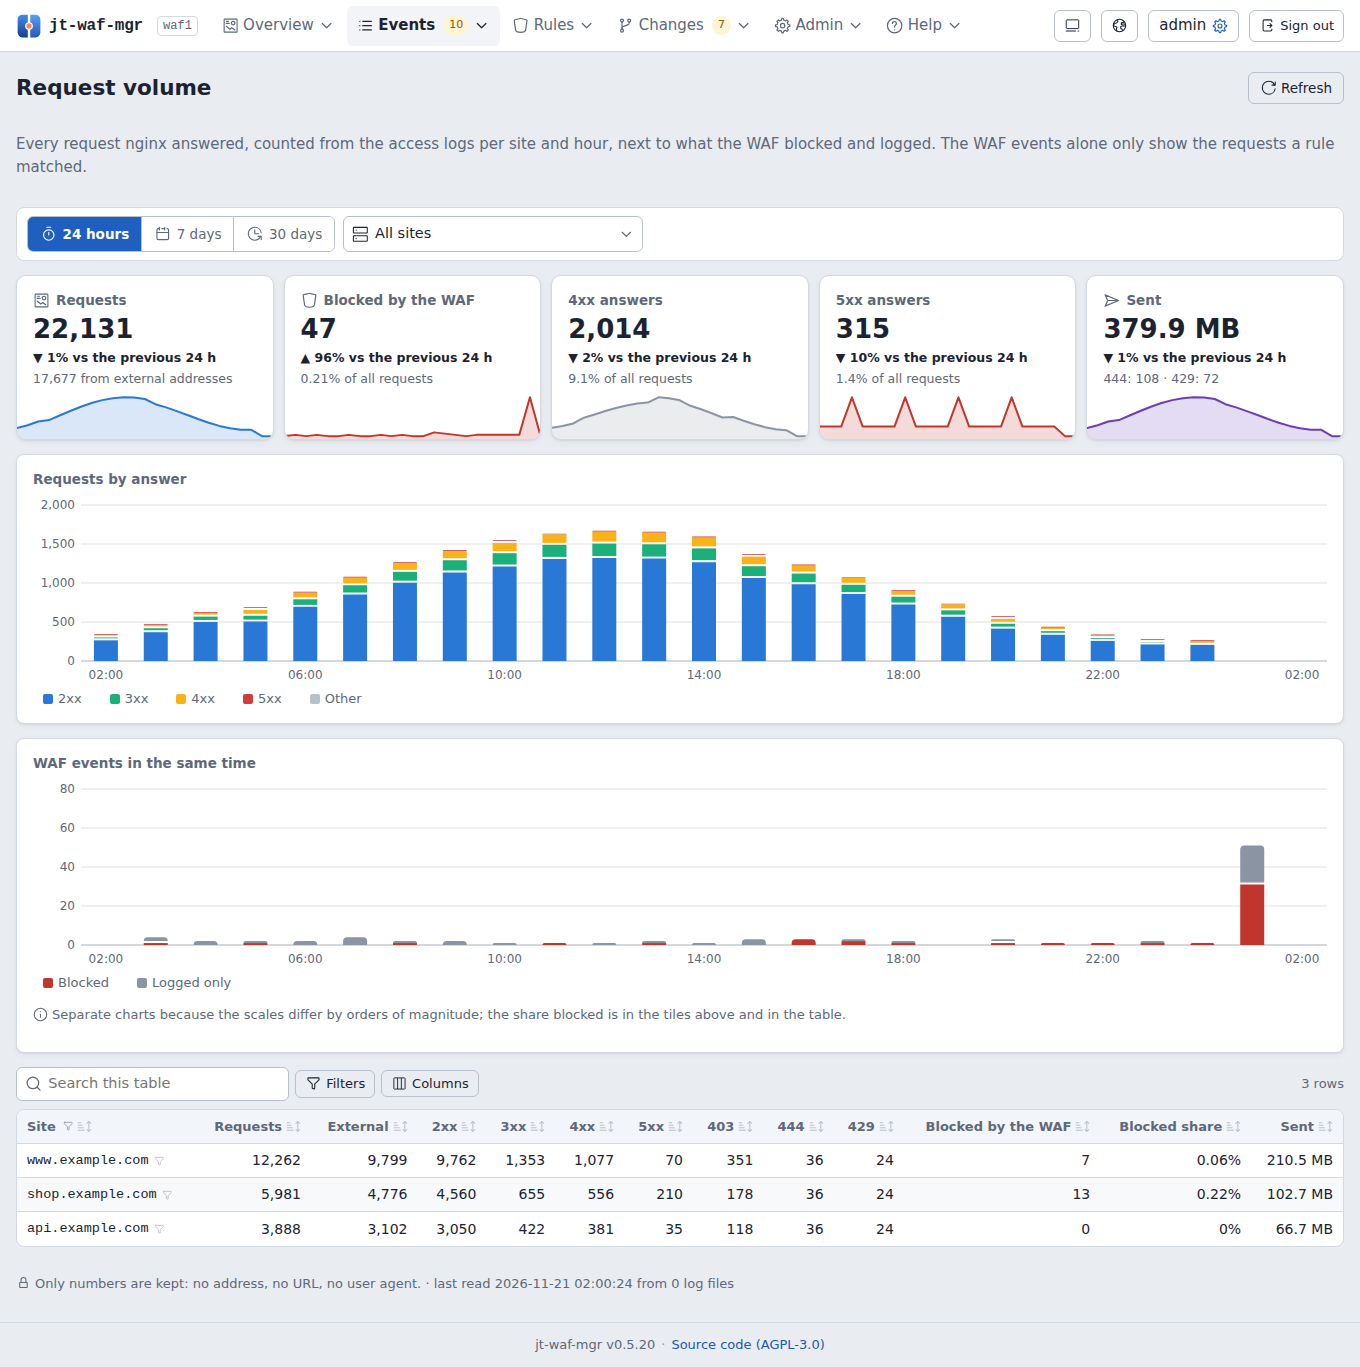 jt-waf-mgr waf1 Overview Events 10 Rules Changes 7 Admin Help admin Sign out
Request volume
Refresh
Every request nginx answered, counted from the access logs per site and hour, next to what the WAF blocked and logged. The WAF events alone only show the requests a rule
matched.
24 hours 7 days 30 days All sites
Requests
22,131
▼ 1% vs the previous 24 h
17,677 from external addresses
Blocked by the WAF
47
▲ 96% vs the previous 24 h
0.21% of all requests
4xx answers
2,014
▼ 2% vs the previous 24 h
9.1% of all requests
5xx answers
315
▼ 10% vs the previous 24 h
1.4% of all requests
Sent
379.9 MB
▼ 1% vs the previous 24 h
444: 108 · 429: 72
Requests by answer
2,000
1,500
1,000
500
0
02:00 06:00 10:00 14:00 18:00 22:00 02:00
2xx 3xx 4xx 5xx Other
WAF events in the same time
80
60
40
20
0
02:00 06:00 10:00 14:00 18:00 22:00 02:00
Blocked Logged only
Separate charts because the scales differ by orders of magnitude; the share blocked is in the tiles above and in the table.
Search this table Filters Columns 3 rows
Site Requests External 2xx 3xx 4xx 5xx 403 444 429 Blocked by the WAF Blocked share Sent
www.example.com 12,262 9,799 9,762 1,353 1,077 70 351 36 24 7 0.06% 210.5 MB
shop.example.com 5,981 4,776 4,560 655 556 210 178 36 24 13 0.22% 102.7 MB
api.example.com 3,888 3,102 3,050 422 381 35 118 36 24 0 0% 66.7 MB
Only numbers are kept: no address, no URL, no user agent. · last read 2026-11-21 02:00:24 from 0 log files
jt-waf-mgr v0.5.20 · Source code (AGPL-3.0)